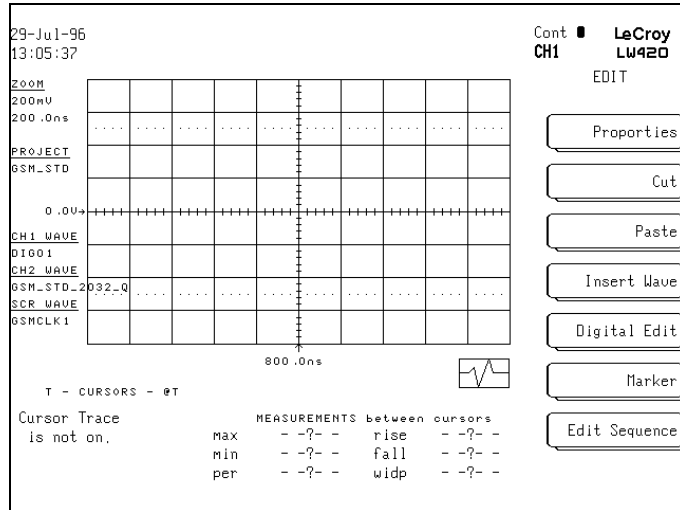 29-Jul-96
13:05:37
Cont
CH1
LeCroy
LW420
EDIT
ZOOM
200mV
200.0ns
PROJECT
GSM_STD
0.0V
CH1 WAVE
DIGO1
CH2 WAVE
GSM_STD_2032_Q
SCR WAVE
GSMCLK1
800.0ns
T - CURSORS - @T
Cursor Trace
is not on.
MEASUREMENTS between cursors
max - -?- - rise - -?- -
min - -?- - fall - -?- -
per - -?- - widp - -?- -
Proporties
Cut
Paste
Insert Wave
Digital Edit
Marker
Edit Sequence